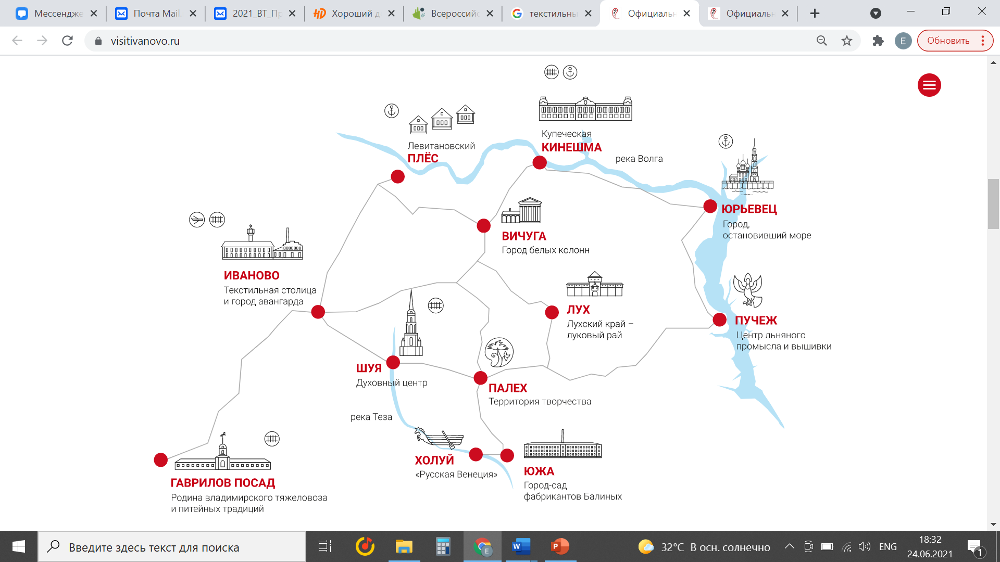 Мессендже
Почта Mail.
2021_ВТ_Пр
Хороший д
Всероссийс
текстильны
Официальн
Официальн
visitivanovo.ru
E
Обновить
Купеческая
КИНЕШМА
река Волга
Левитановский
ПЛЁС
ЮРЬЕВЕЦ
Город,
остановивший море
ВИЧУГА
Город белых колонн
ИВАНОВО
Текстильная столица
и город авангарда
ЛУХ
Лухский край –
луковый рай
ПУЧЕЖ
Центр льняного
промысла и вышивки
ШУЯ
Духовный центр
ПАЛЕХ
Территория творчества
река Теза
ХОЛУЙ
«Русская Венеция»
ЮЖА
Город-сад
фабрикантов Балиных
ГАВРИЛОВ ПОСАД
Родина владимирского тяжеловоза
и питейных традиций
Введите здесь текст для поиска
E
W
P
32°C В осн. солнечно
ENG
18:32
24.06.2021
1